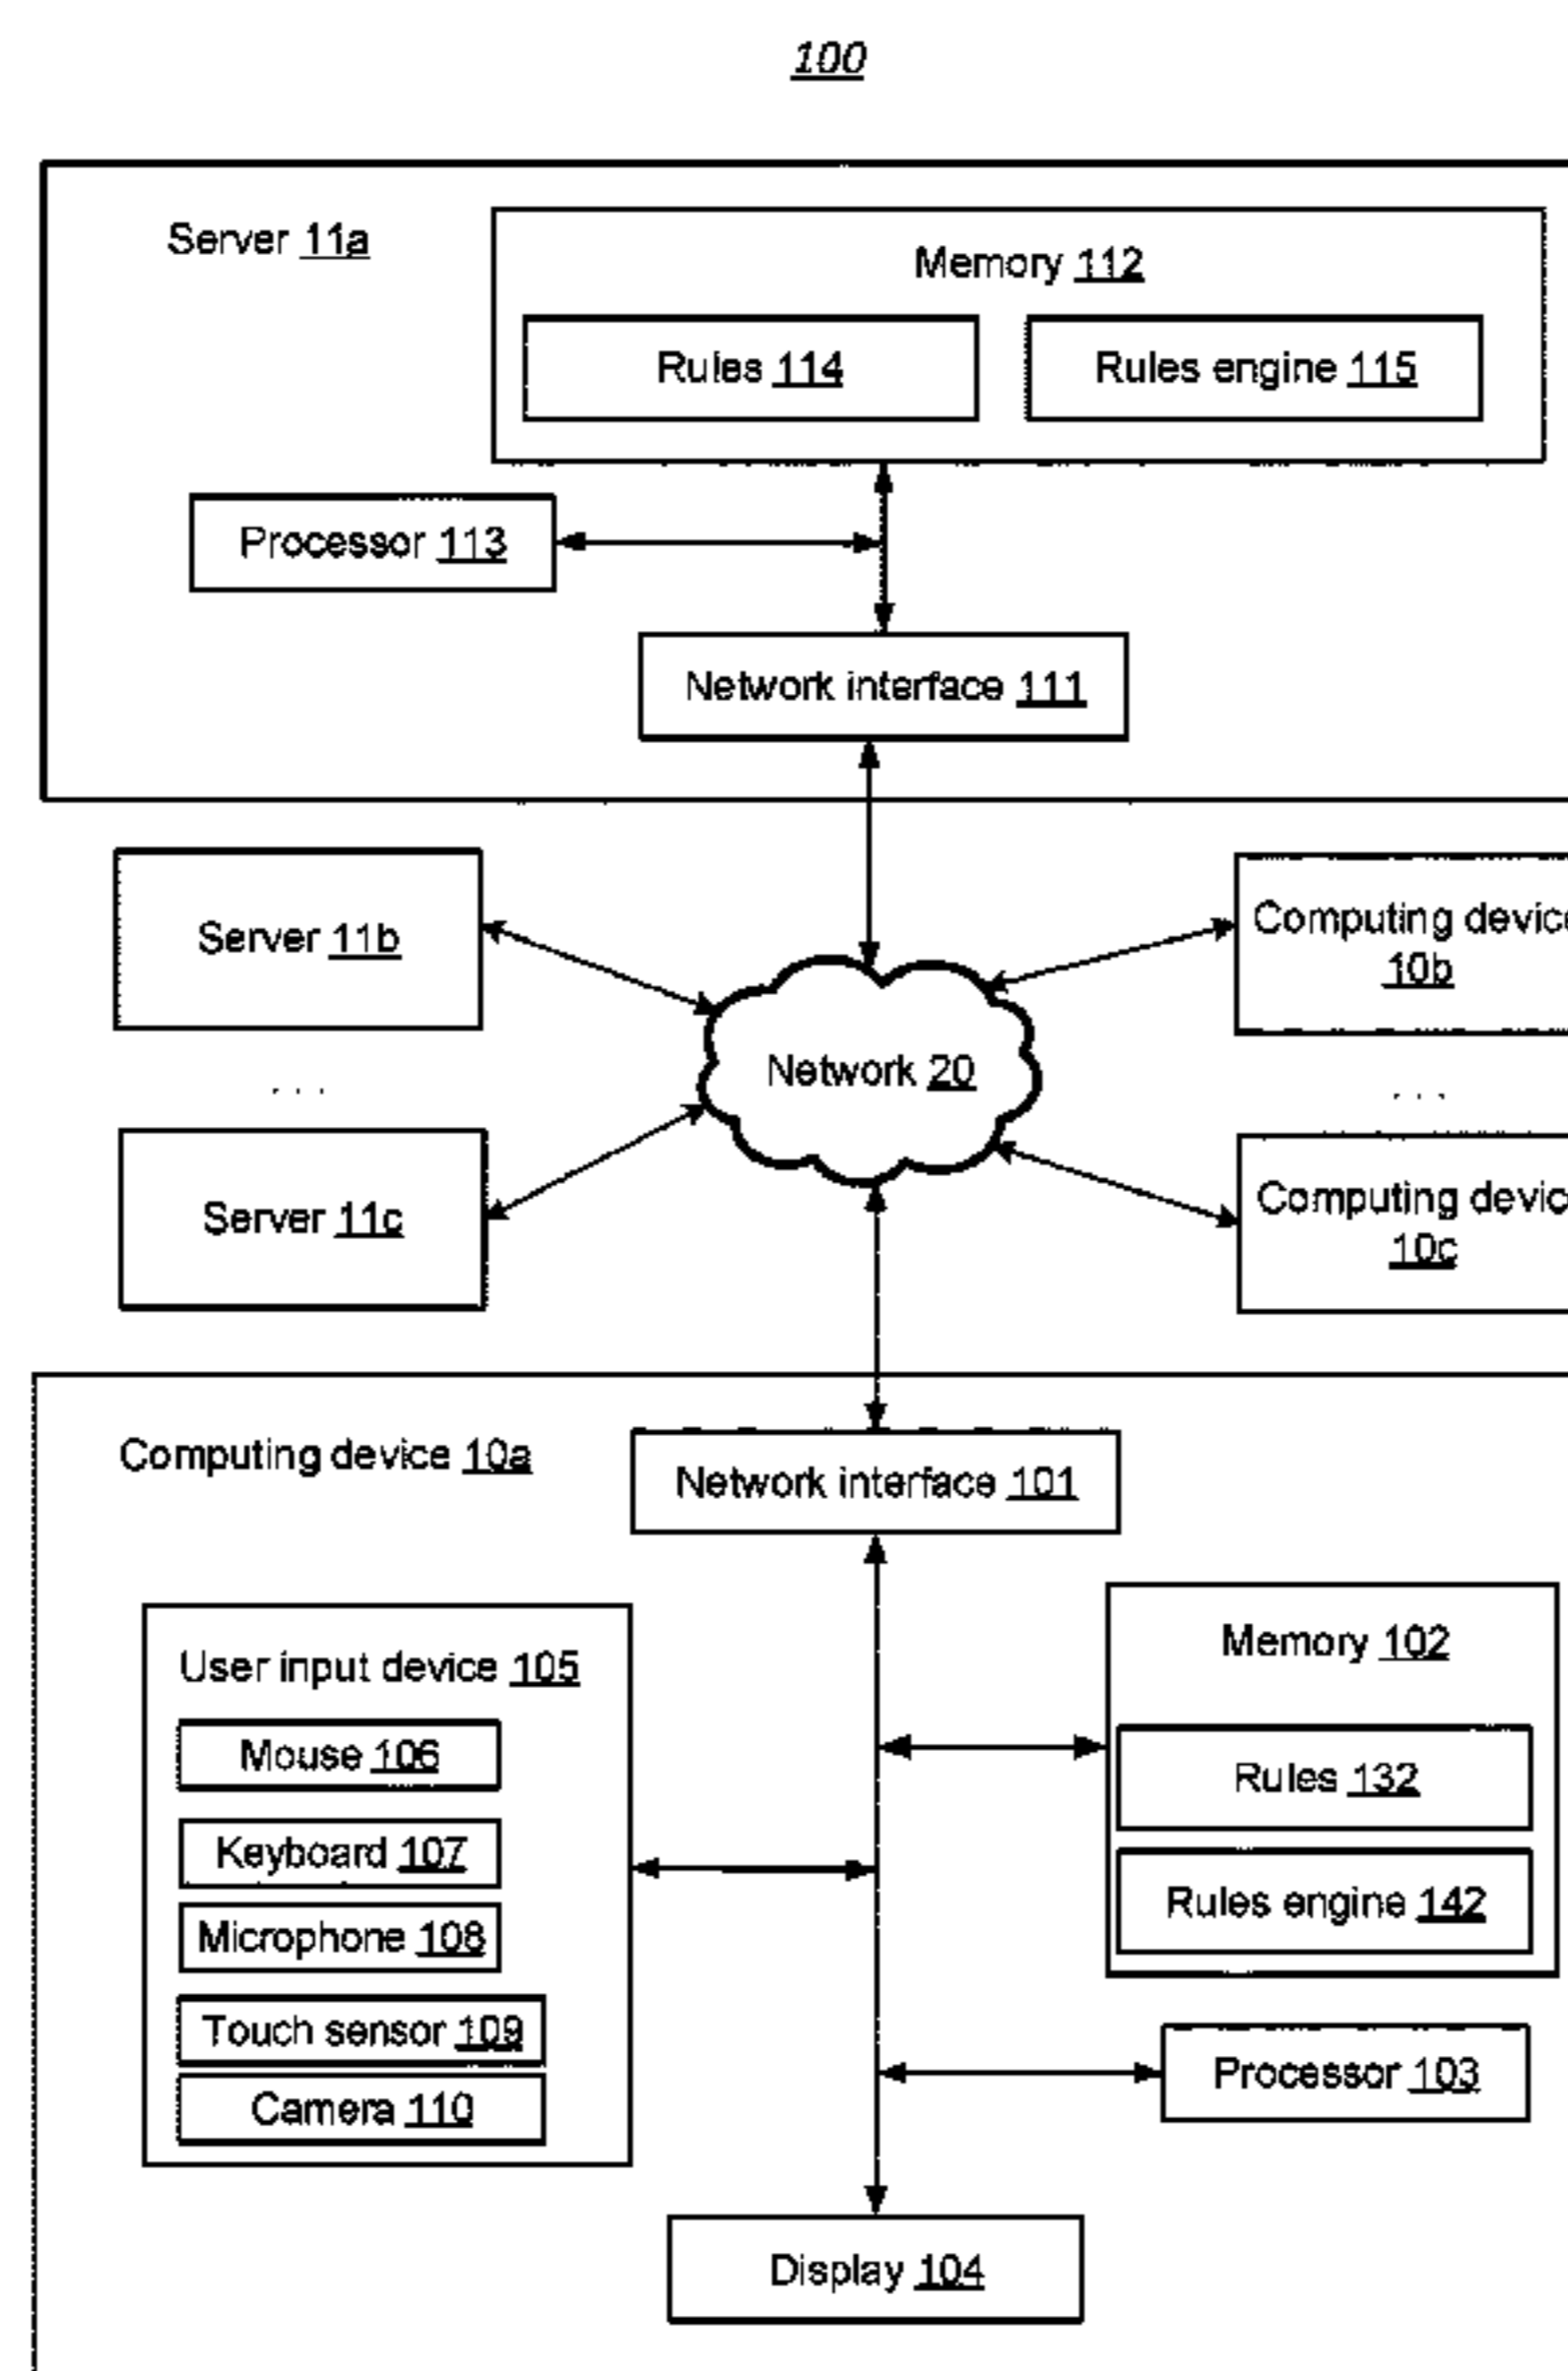 100
Server 11a
Memory 112
Rules 114
Rules engine 115
Processor 113
Network interface 111
Server 11b
Computing devic
10b
Network 20
. . .
. . .
Server 11c
Computing devic
10c
Computing device 10a
Network interface 101
User input device 105
Memory 102
Mouse 106
Rules 132
Keyboard 107
Rules engine 142
Microphone 108
Touch sensor 109
Processor 103
Camera 110
Display 104